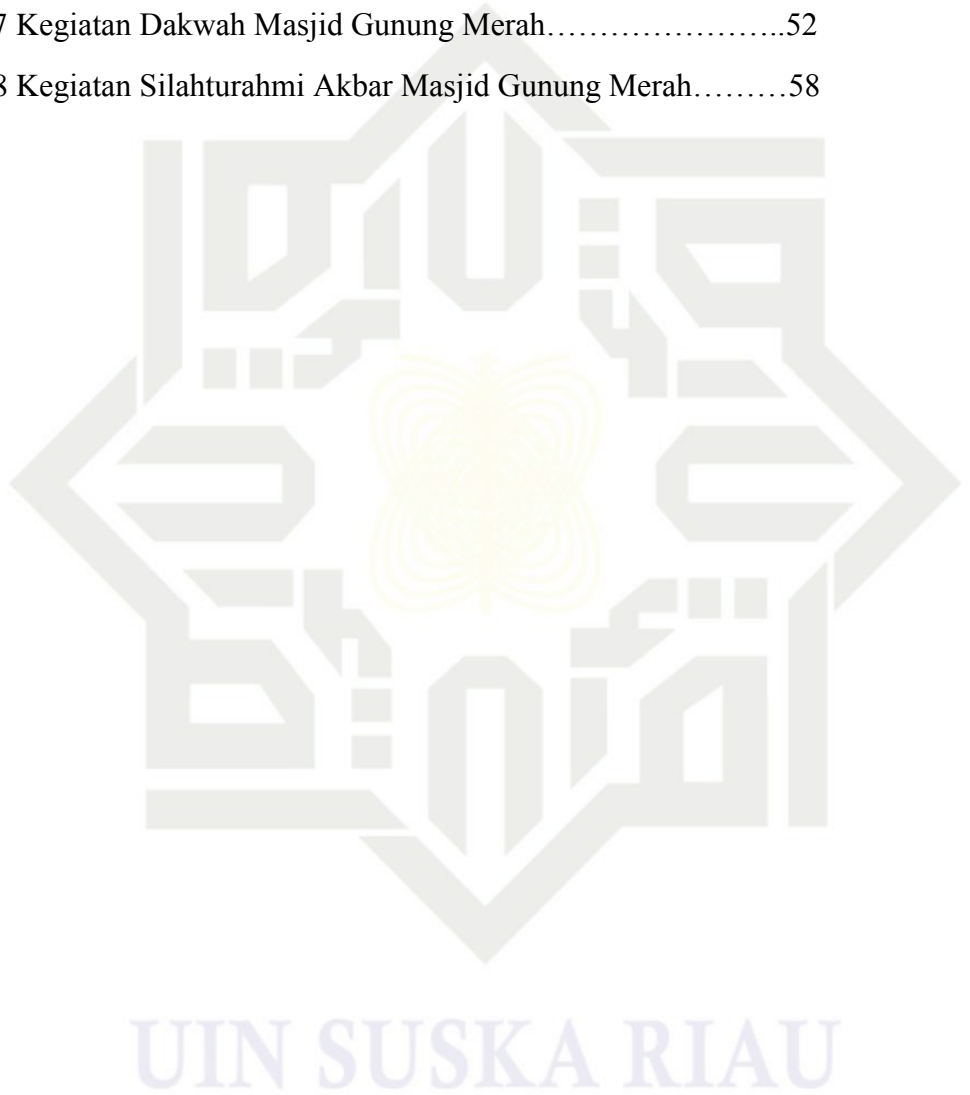 7 Kegiatan Dakwah Masjid Gunung Merah…………………..52
8 Kegiatan Silahturahmi Akbar Masjid Gunung Merah………58
UIN SUSKA RIAU